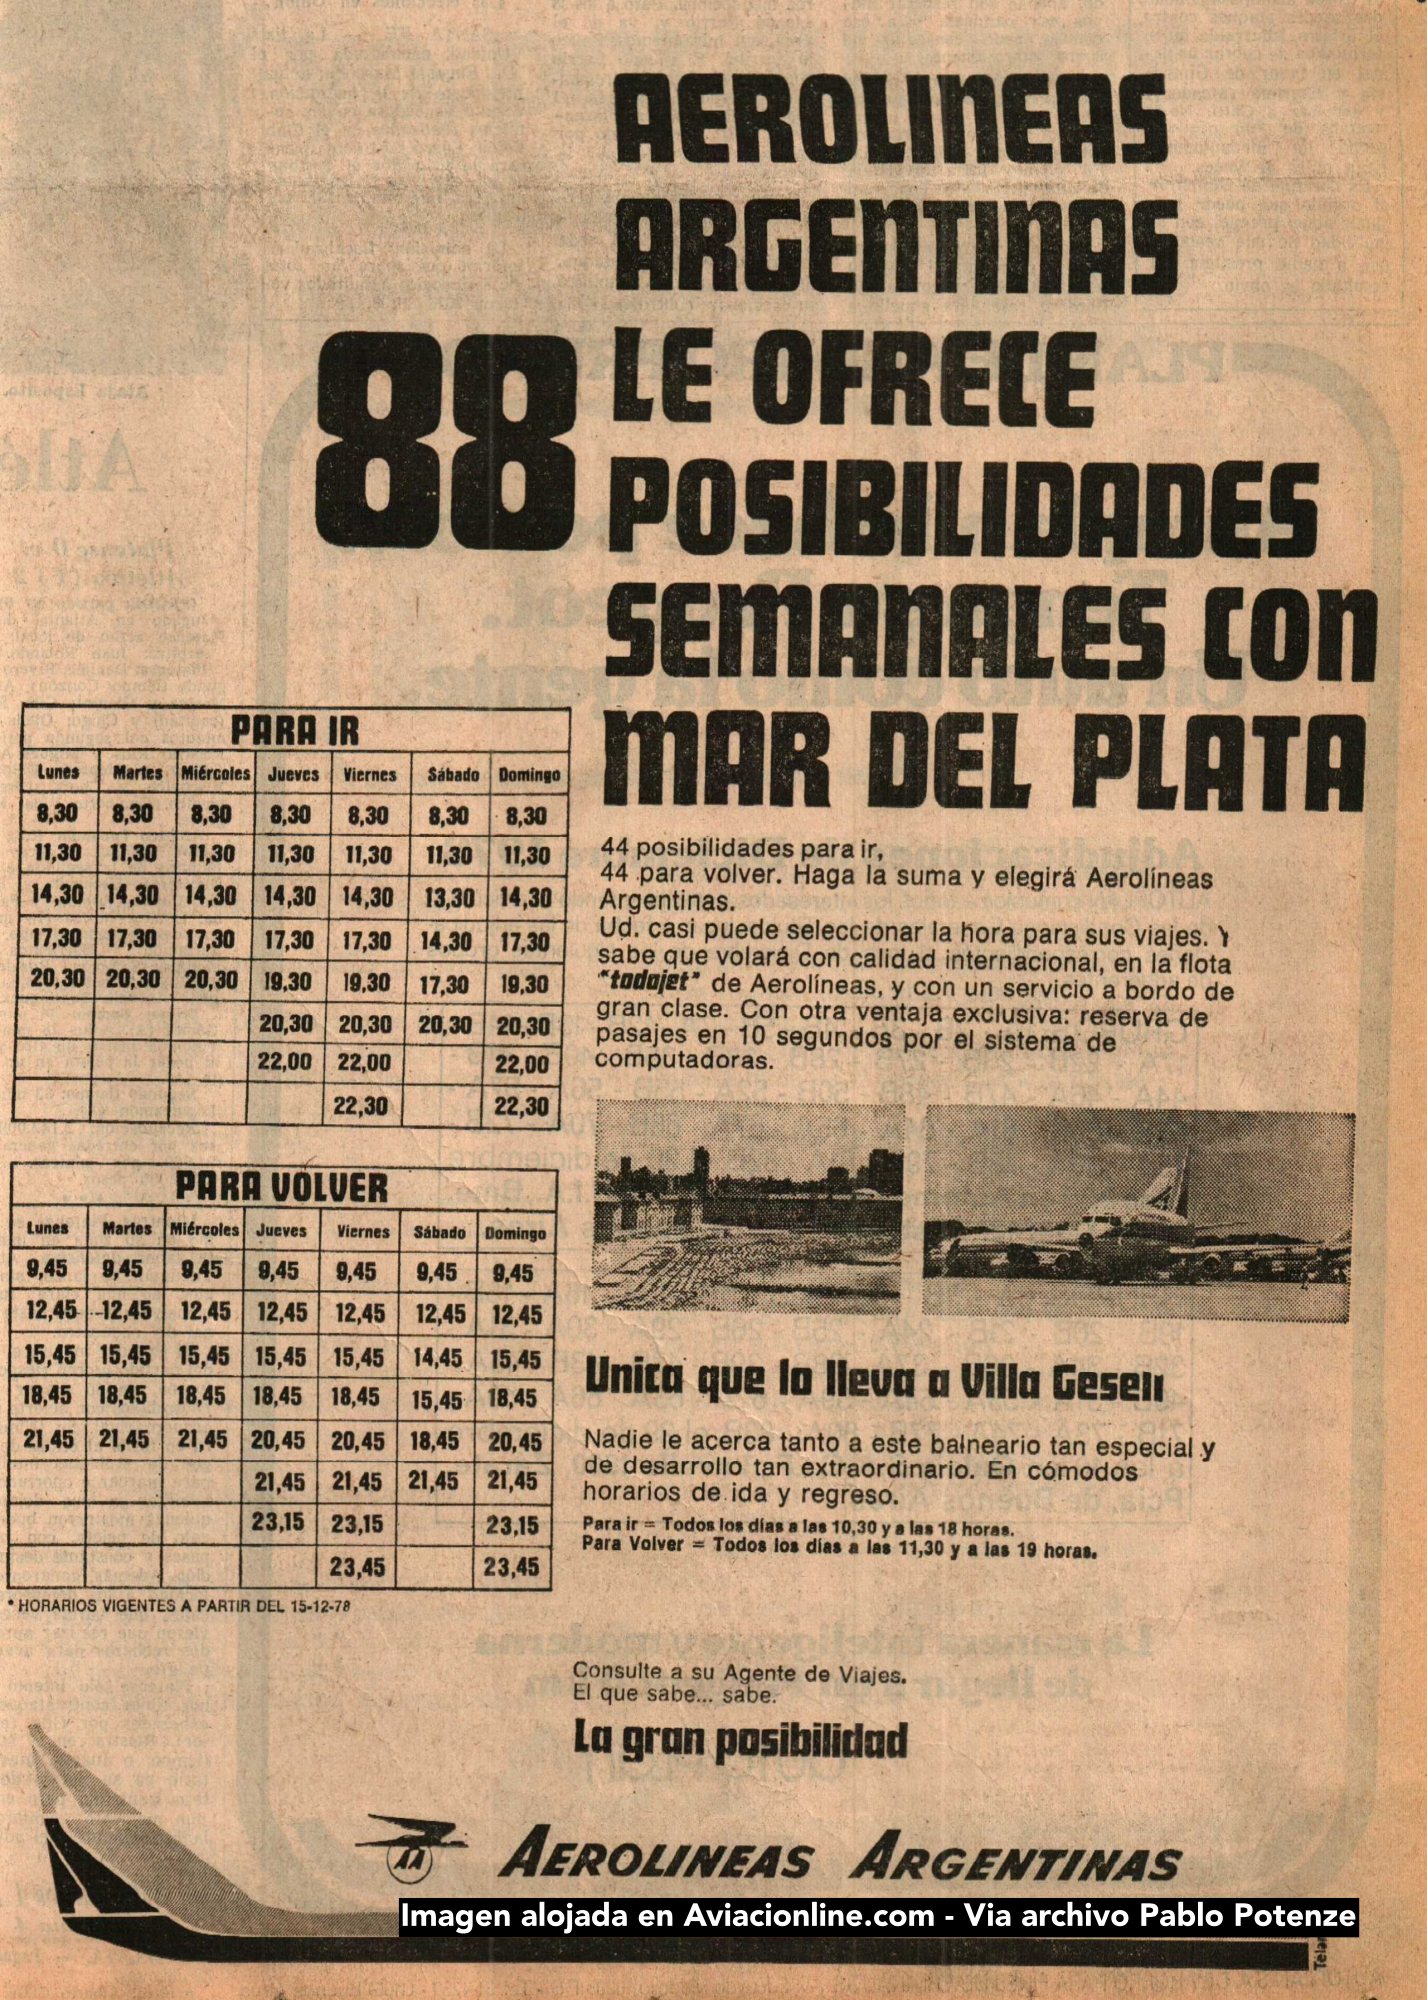 AEROLINEAS
ARGENTINAS
88 LE OFRECE
POSIBILIDADES
SEMANALES CON
MAR DEL PLATA
PARA IR
Lunes Martes Miércoles Jueves Viernes Sábado Domingo
8,30 8,30 8,30 8,30 8,30 8,30 8,30
11,30 11,30 11,30 11,30 11,30 11,30 11,30
14,30 14,30 14,30 14,30 14,30 13,30 14,30
17,30 17,30 17,30 17,30 17,30 14,30 17,30
20,30 20,30 20,30 19,30 19,30 17,30 19,30
20,30 20,30 20,30 20,30
22,00 22,00 22,00
22,30 22,30
44 posibilidades para ir,
44 para volver. Haga la suma y elegirá Aerolíneas
Argentinas.
Ud. casi puede seleccionar la hora para sus viajes. Y
sabe que volará con calidad internacional, en la flota
"todojet" de Aerolíneas, y con un servicio a bordo de
gran clase. Con otra ventaja exclusiva: reserva de
pasajes en 10 segundos por el sistema de
computadoras.
PARA VOLVER
Lunes Martes Miércoles Jueves Viernes Sábado Domingo
9,45 9,45 9,45 9,45 9,45 9,45 9,45
12,45 12,45 12,45 12,45 12,45 12,45 12,45
15,45 15,45 15,45 15,45 15,45 14,45 15,45
18,45 18,45 18,45 18,45 18,45 15,45 18,45
21,45 21,45 21,45 20,45 20,45 18,45 20,45
21,45 21,45 21,45 21,45
23,15 23,15 23,15
23,45 23,45
* HORARIOS VIGENTES A PARTIR DEL 15-12-78
Unica que lo lleva a Villa Gesell
Nadie le acerca tanto a este balneario tan especial y
de desarrollo tan extraordinario. En cómodos
horarios de ida y regreso.
Para ir = Todos los días a las 10,30 y a las 18 horas.
Para Volver = Todos los días a las 11,30 y a las 19 horas.
Consulte a su Agente de Viajes.
El que sabe... sabe.
La gran posibilidad
AA AEROLINEAS ARGENTINAS
Imagen alojada en Aviacionline.com - Via archivo Pablo Potenze